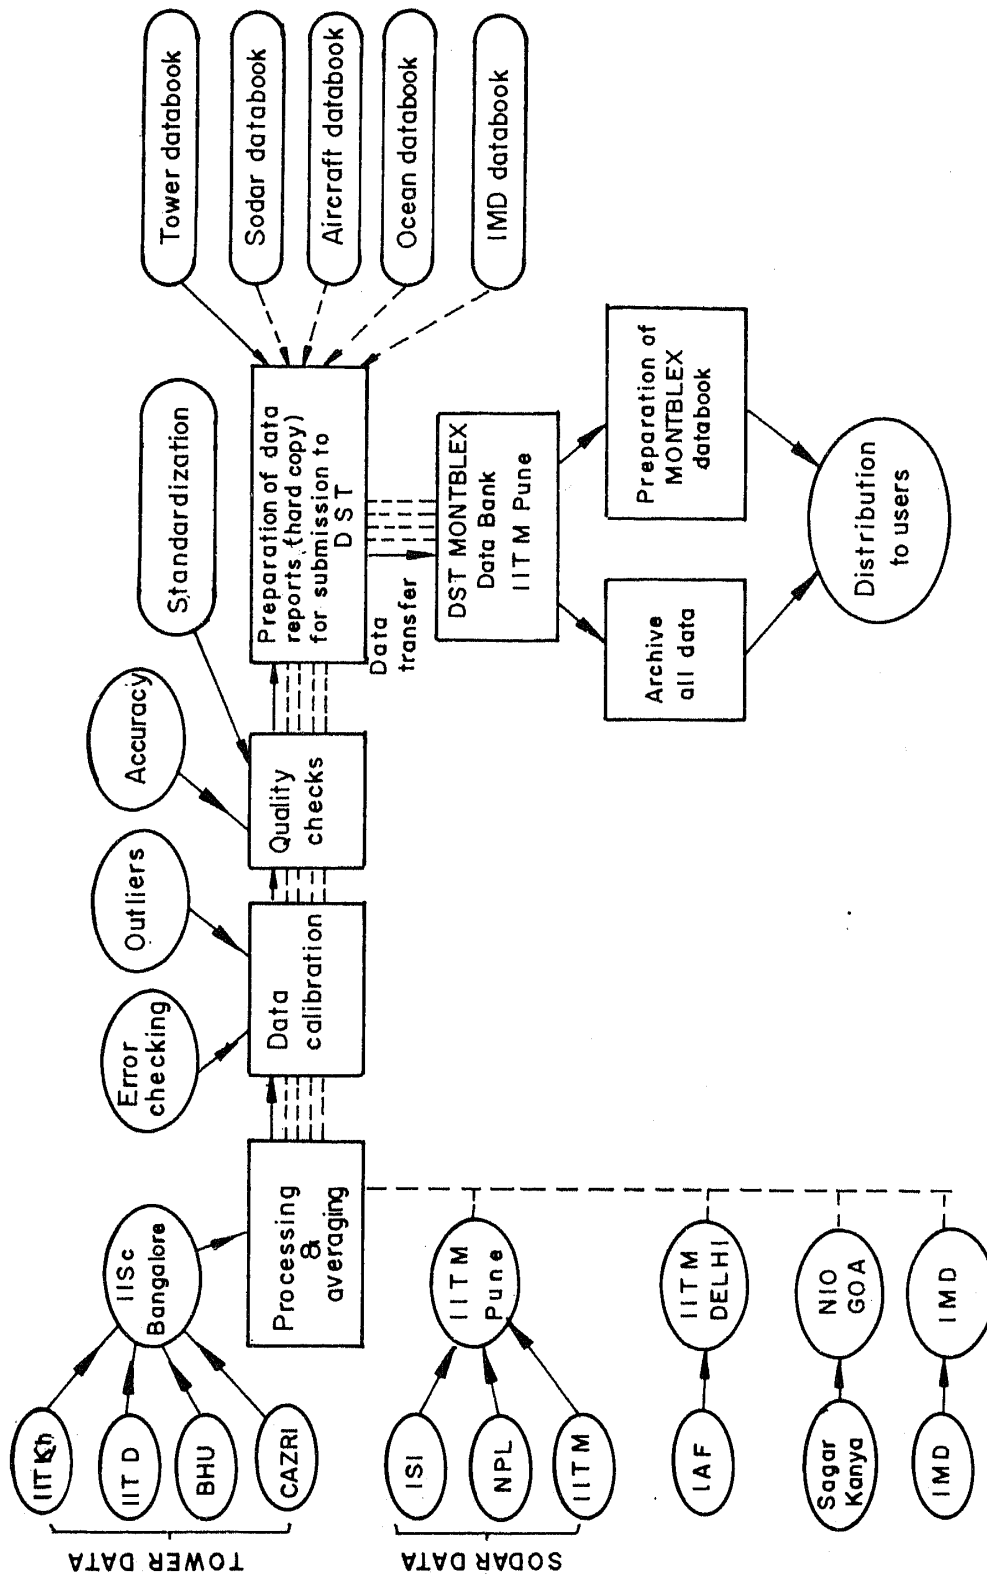 TOWER DATA
IITKh
IIT D
BHU
CAZRI
IISc
Bangalore
SODAR DATA
ISI
NPL
IITM
IITM
Pune
IAF
IITM
DELHI
Sagar
Kanya
NIO
GOA
IMD
IMD
Processing
&
averaging
Error
checking
Outliers
Data
calibration
Accuracy
Standardization
Quality
checks
Preparation of data
reports (hard copy)
for submission to
DST
Tower databook
Sodar databook
Aircraft databook
Ocean databook
IMD databook
Data
transfer
DST MONTBLEX
Data Bank
IITM Pune
Archive
all data
Preparation of
MONTBLEX
databook
Distribution
to users